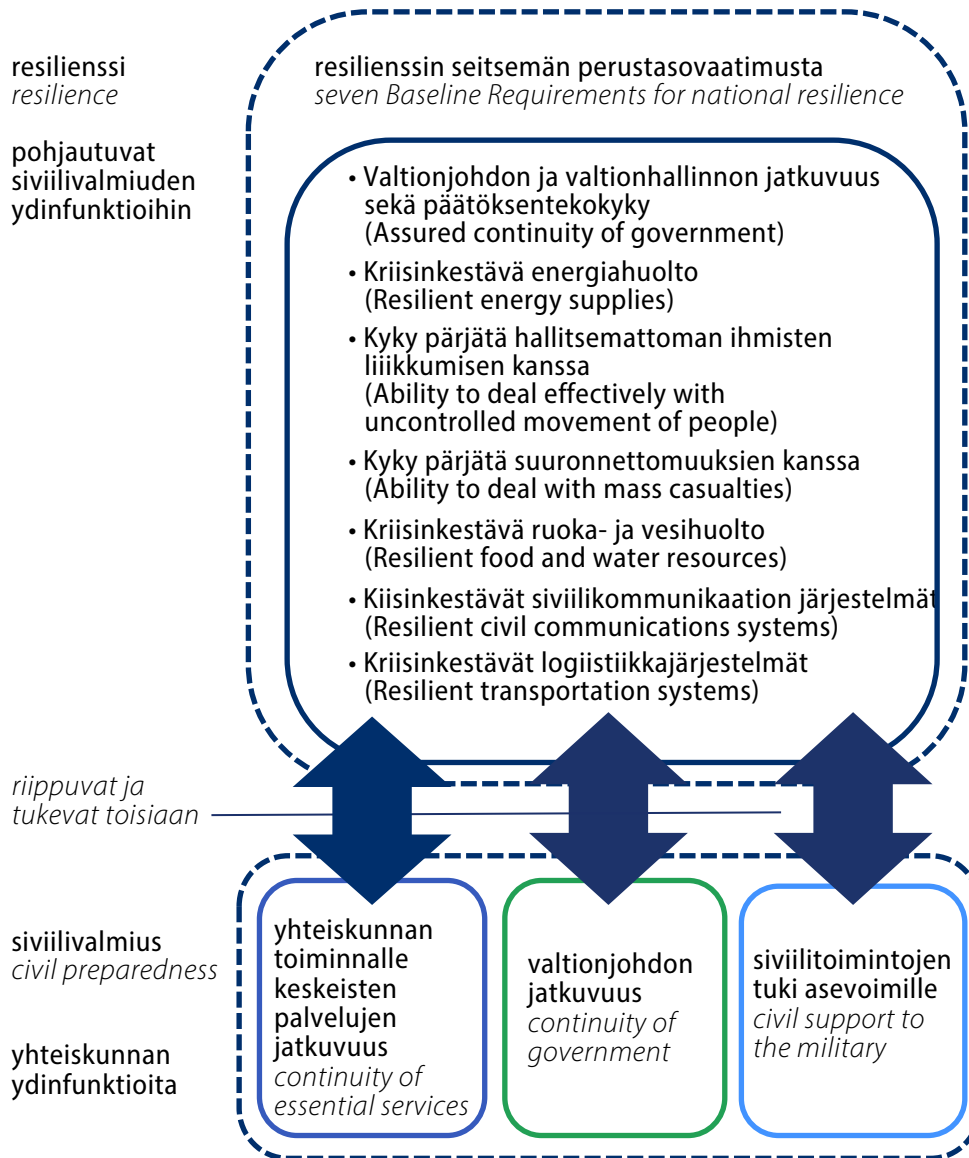 resilienssi
resilience
pohjautuvat
siviilivalmiuden
ydinfunktioihin
resilienssin seitsemän perustasovaatimusta
seven Baseline Requirements for national resilience
• Valtionjohdon ja valtionhallinnon jatkuvuus
sekä päätöksentekokyky
(Assured continuity of government)
• Kriisinkestävä energiahuolto
(Resilient energy supplies)
• Kyky pärjätä hallitsemattoman ihmisten
liiikkumisen kanssa
(Ability to deal effectively with
uncontrolled movement of people)
• Kyky pärjätä suuronnettomuuksien kanssa
(Ability to deal with mass casualties)
• Kriisinkestävä ruoka- ja vesihuolto
(Resilient food and water resources)
• Kiisinkestävät siviilikommunikaation järjestelmät
(Resilient civil communications systems)
• Kriisinkestävät logiistiikkajärjestelmät
(Resilient transportation systems)
riippuvat ja
tukevat toisiaan
siviilivalmius
civil preparedness
yhteiskunnan
ydinfunktioita
yhteiskunnan
toiminnalle
keskeisten
palvelujen
jatkuvuus
continuity of
essential services
valtionjohdon
jatkuvuus
continuity of
government
siviilitoimintojen
tuki asevoimille
civil support to
the military